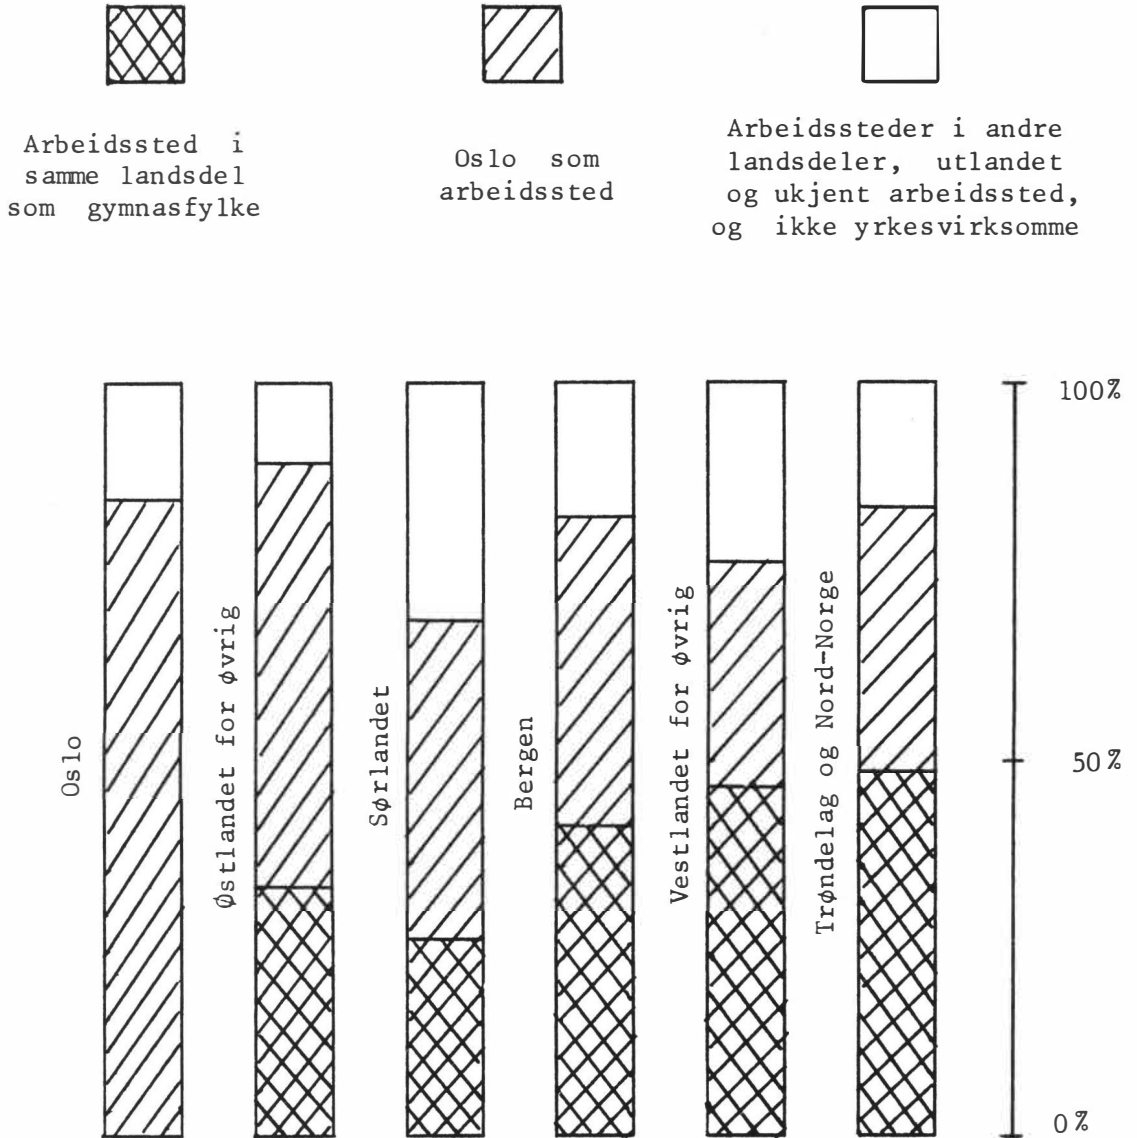 Arbeidssted i
samme landsdel
som gymnasfylke
Oslo som
arbeidssted
Arbeidssteder i andre
landsdeler, utlandet
og ukjent arbeidssted,
og ikke yrkesvirksomme
Oslo
Østlandet for øvrig
Sørlandet
Bergen
Vestlandet for øvrig
Trøndelag og Nord-Norge
100%
50%
0%